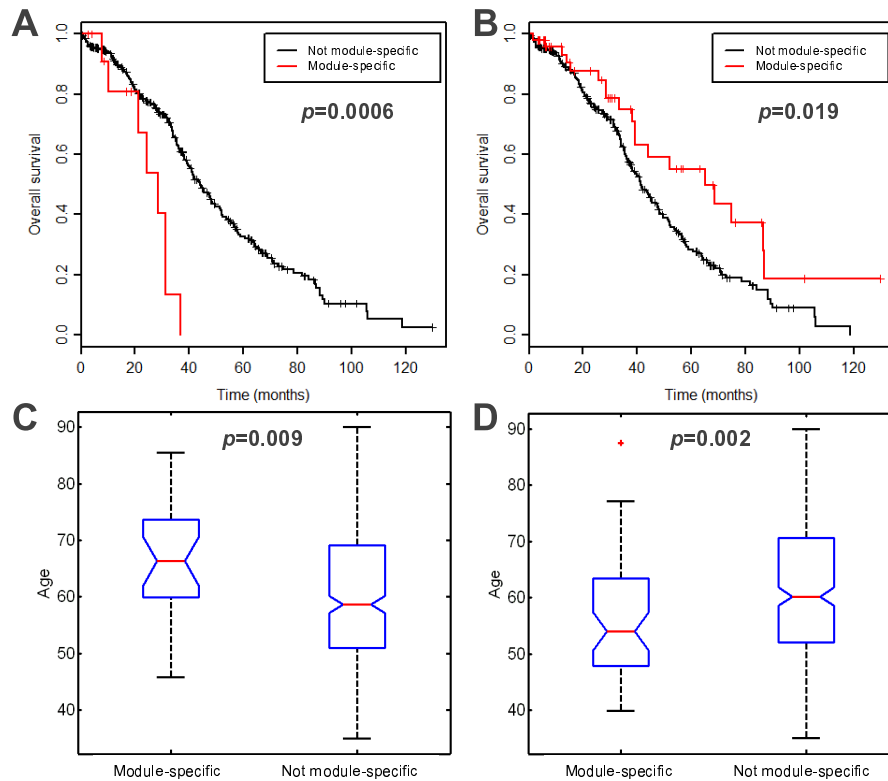 A
B
1.0
0.8
0.6
0.4
0.2
0.0
Overall survival
Not module-specific
Module-specific
p=0.0006
0 20 40 60 80 100 120
Time (months)
1.0
0.8
0.6
0.4
0.2
0.0
Overall survival
Not module-specific
Module-specific
p=0.019
0 20 40 60 80 100 120
Time (months)
C
D
p=0.009
90
80
70
60
50
40
Age
Module-specific Not module-specific
p=0.002
90
80
70
60
50
40
Age
Module-specific Not module-specific